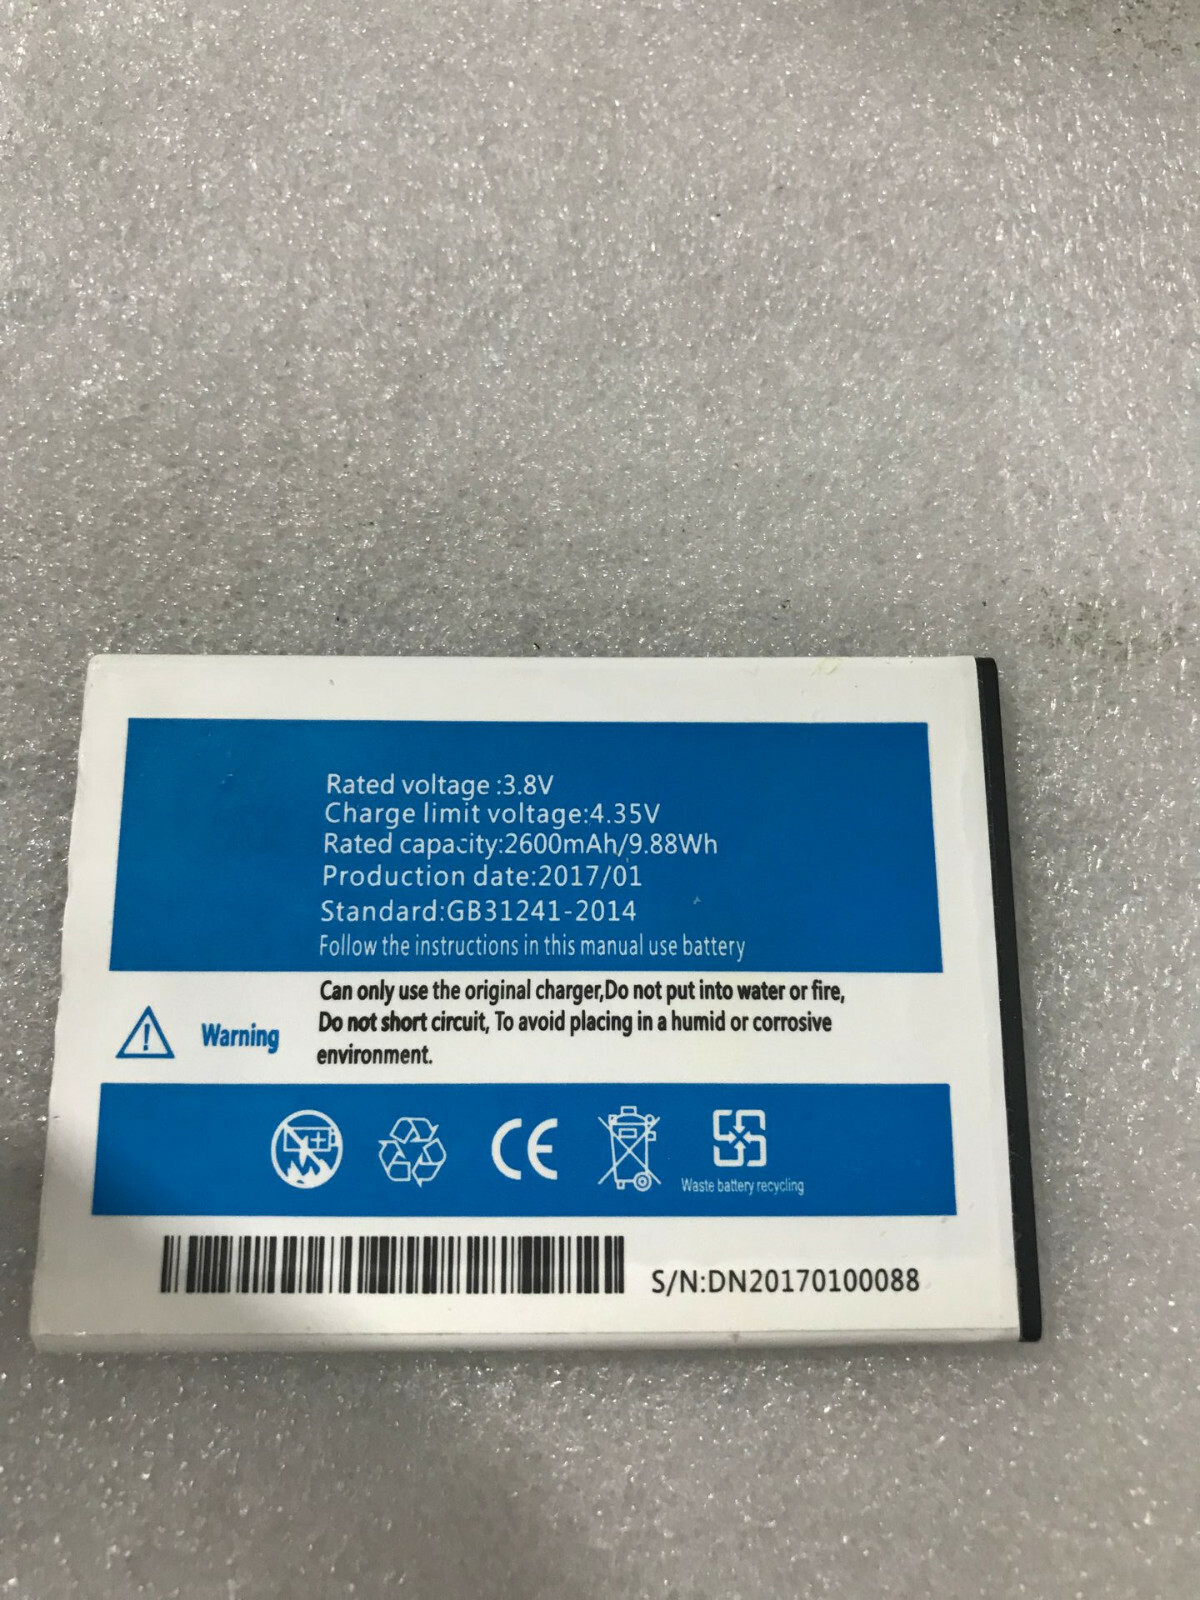 Rated voltage :3.8V
Charge limit voltage:4.35V
Rated capacity:2600mAh/9.88Wh
Production date:2017/01
Standard:GB31241-2014
Follow the instructions in this manual use battery
Warning
Can only use the original charger,Do not put into water or fire,
Do not short circuit, To avoid placing in a humid or corrosive
environment.
CE
Waste battery recycling
S/N:DN20170100088